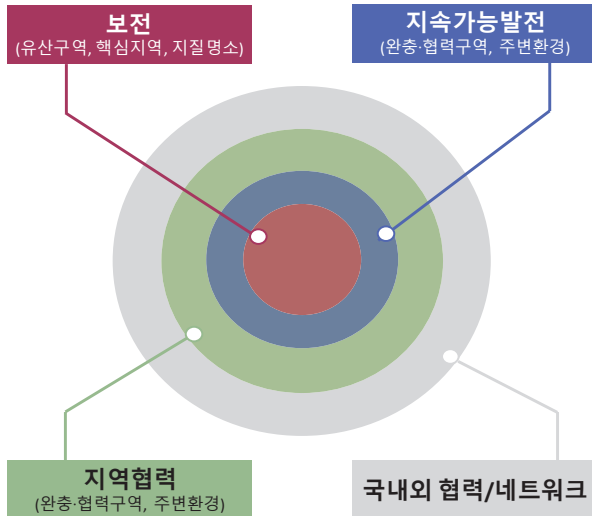 보전
(유산구역, 핵심지역, 지질명소)
지속가능발전
(완충·협력구역, 주변환경)
지역협력
(완충·협력구역, 주변환경)
국내외 협력/네트워크